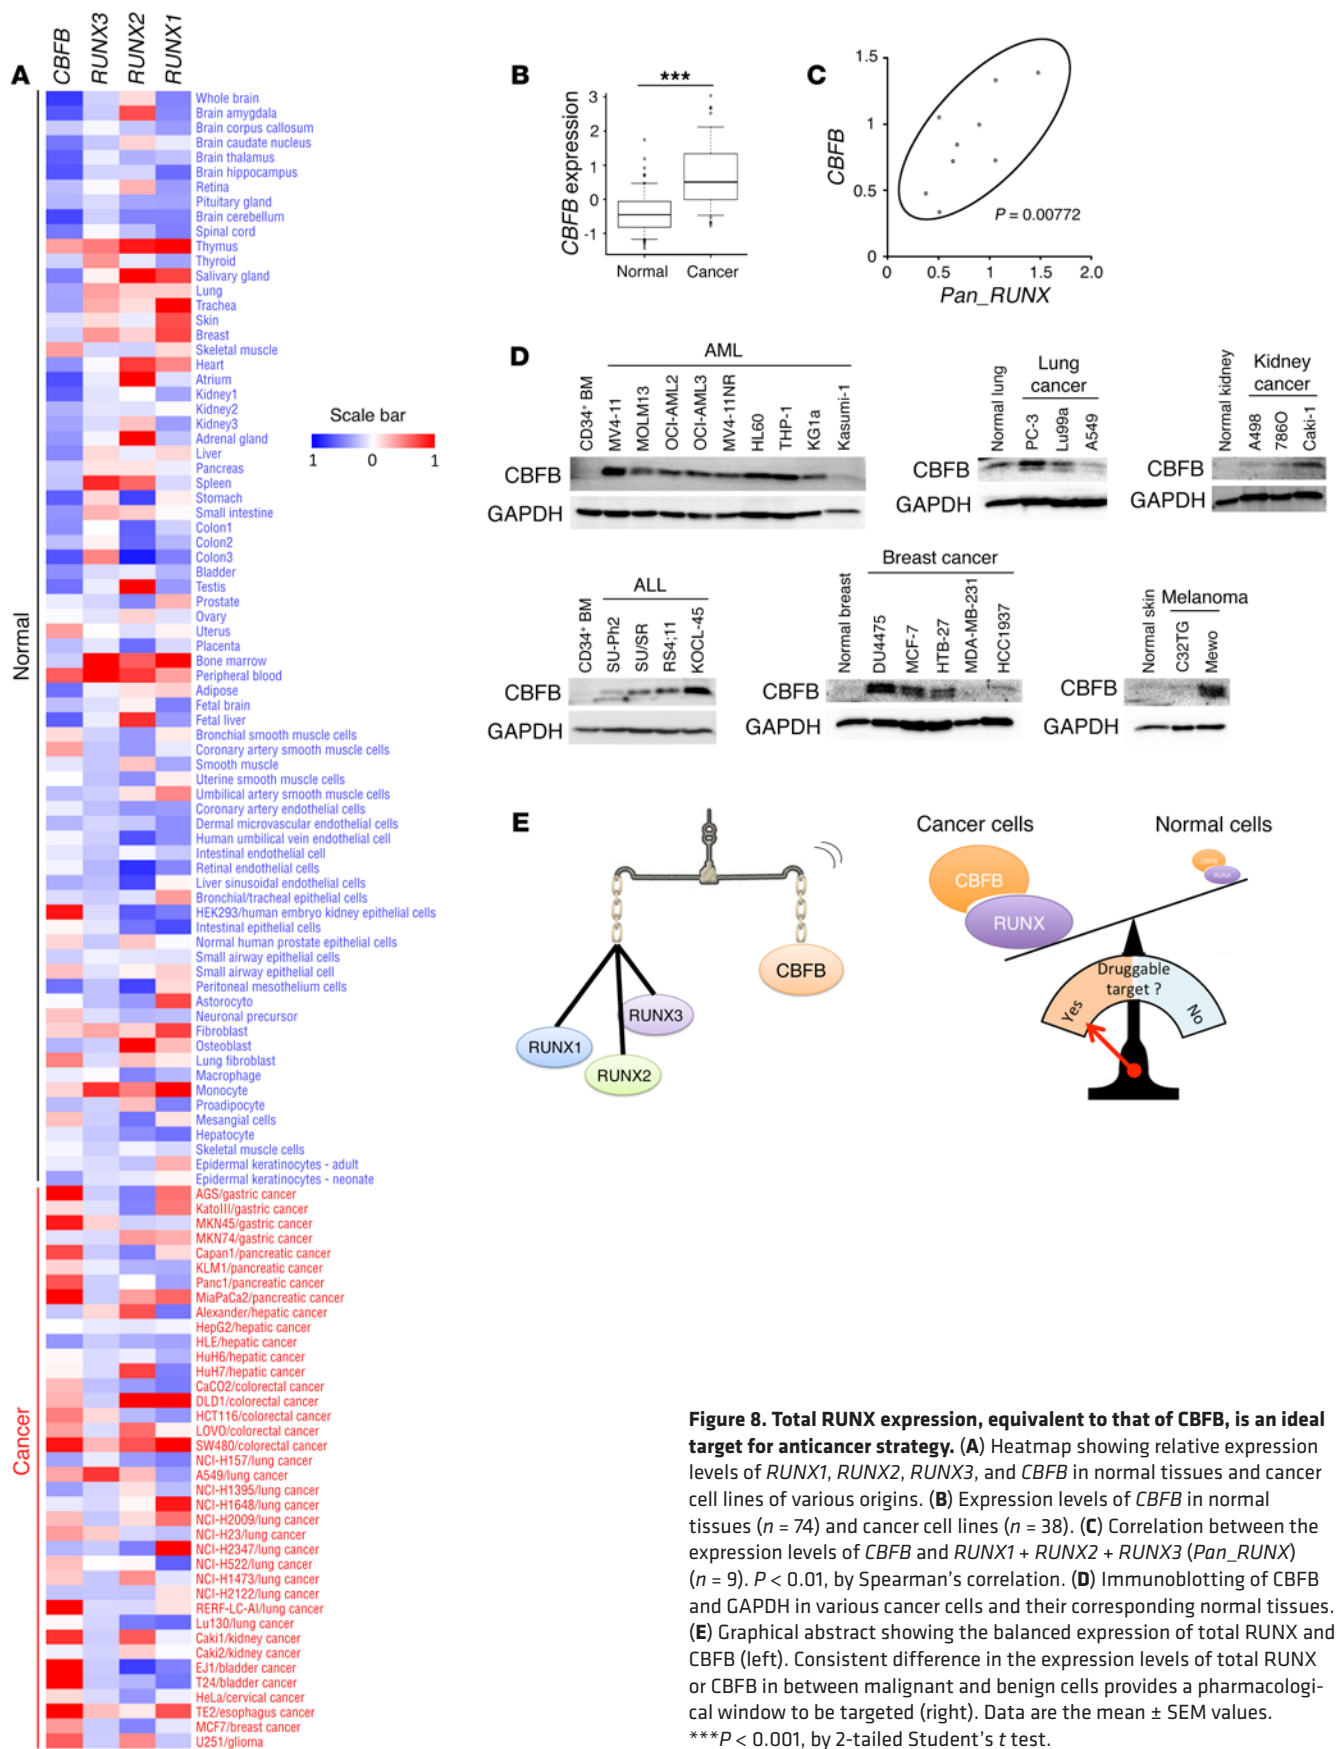 A
CBFB
RUNX3
RUNX2
RUNX1
Normal
Whole brain
Brain amygdala
Brain corpus callosum
Brain caudate nucleus
Brain thalamus
Brain hippocampus
Retina
Pituitary gland
Brain cerebellum
Spinal cord
Thymus
Thyroid
Salivary gland
Lung
Trachea
Skin
Breast
Skeletal muscle
Heart
Atrium
Kidney1
Kidney2
Kidney3
Adrenal gland
Liver
Pancreas
Spleen
Stomach
Small intestine
Colon1
Colon2
Colon3
Bladder
Testis
Prostate
Ovary
Uterus
Placenta
Bone marrow
Peripheral blood
Adipose
Fetal brain
Fetal liver
Bronchial smooth muscle cells
Coronary artery smooth muscle cells
Smooth muscle
Uterine smooth muscle cells
Umbilical artery smooth muscle cells
Coronary artery endothelial cells
Dermal microvascular endothelial cells
Human umbilical vein endothelial cell
Intestinal endothelial cell
Retinal endothelial cells
Liver sinusoidal endothelial cells
Bronchial/tracheal epithelial cells
HEK293/human embryo kidney epithelial cells
Intestinal epithelial cells
Normal human prostate epithelial cells
Small airway epithelial cells
Small airway epithelial cell
Peritoneal mesothelium cells
Astorocyto
Neuronal precursor
Fibroblast
Osteoblast
Lung fibroblast
Macrophage
Monocyte
Proadipocyte
Mesangial cells
Hepatocyte
Skeletal muscle cells
Epidermal keratinocytes - adult
Epidermal keratinocytes - neonate
Cancer
AGS/gastric cancer
KatoIII/gastric cancer
MKN45/gastric cancer
MKN74/gastric cancer
Capan1/pancreatic cancer
KLM1/pancreatic cancer
Panc1/pancreatic cancer
MiaPaCa2/pancreatic cancer
Alexander/hepatic cancer
HepG2/hepatic cancer
HLE/hepatic cancer
HuH6/hepatic cancer
HuH7/hepatic cancer
CaCO2/colorectal cancer
DLD1/colorectal cancer
HCT116/colorectal cancer
LOVO/colorectal cancer
SW480/colorectal cancer
NCI-H157/lung cancer
A549/lung cancer
NCI-H1395/lung cancer
NCI-H1648/lung cancer
NCI-H2009/lung cancer
NCI-H23/lung cancer
NCI-H2347/lung cancer
NCI-H522/lung cancer
NCI-H1473/lung cancer
NCI-H2122/lung cancer
RERF-LC-AI/lung cancer
Lu130/lung cancer
Caki1/kidney cancer
Caki2/kidney cancer
EJ1/bladder cancer
T24/bladder cancer
HeLa/cervical cancer
TE2/esophagus cancer
MCF7/breast cancer
U251/glioma
Scale bar
1 0 1
B
***
CBFB expression
3
2
1
0
-1
Normal Cancer
C
CBFB
1.5
1
0.5
0
P = 0.00772
0 0.5 1 1.5 2.0
Pan_RUNX
D
AML
CD34+ BM
MV4-11
MOLM13
OCI-AML2
OCI-AML3
MV4-11NR
HL60
THP-1
KG1a
Kasumi-1
CBFB
GAPDH
Lung
cancer
Normal lung
PC-3
Lu99a
A549
CBFB
GAPDH
Kidney
cancer
Normal kidney
A498
786O
Caki-1
CBFB
GAPDH
ALL
CD34+ BM
SU-Ph2
SU/SR
RS4;11
KOCL-45
CBFB
GAPDH
Breast cancer
Normal breast
DU475
MCF-7
HTB-27
MDA-MB-231
HCC1937
CBFB
GAPDH
Melanoma
Normal skin
C32TG
Mewo
CBFB
GAPDH
E
RUNX1
RUNX2
RUNX3
CBFB
Cancer cells
Normal cells
CBFB
RUNX
CBFB
RUNX
Druggable
target ?
Yes
No
Figure 8. Total RUNX expression, equivalent to that of CBFB, is an ideal
target for anticancer strategy. (A) Heatmap showing relative expression
levels of RUNX1, RUNX2, RUNX3, and CBFB in normal tissues and cancer
cell lines of various origins. (B) Expression levels of CBFB in normal
tissues (n = 74) and cancer cell lines (n = 38). (C) Correlation between the
expression levels of CBFB and RUNX1 + RUNX2 + RUNX3 (Pan_RUNX)
(n = 9). P < 0.01, by Spearman's correlation. (D) Immunoblotting of CBFB
and GAPDH in various cancer cells and their corresponding normal tissues.
(E) Graphical abstract showing the balanced expression of total RUNX and
CBFB (left). Consistent difference in the expression levels of total RUNX
or CBFB in between malignant and benign cells provides a pharmacologi-
cal window to be targeted (right). Data are the mean ± SEM values.
***P < 0.001, by 2-tailed Student's t test.